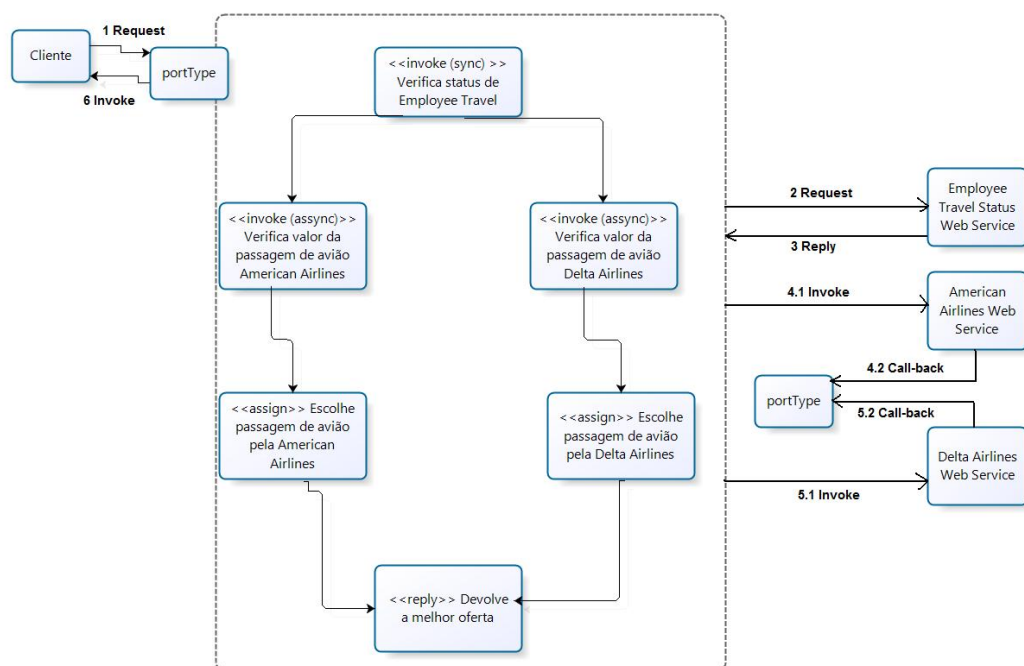 1 Request
Cliente
portType
6 Invoke
<<invoke (sync) >>
Verifica status de
Employee Travel
<<invoke (assync)>>
Verifica valor da
passagem de avião
American Airlines
<<invoke (assync)>>
Verifica valor da
passagem de avião
Delta Airlines
<<assign>> Escolhe
passagem de avião
pela American
Airlines
<<assign>> Escolhe
passagem de avião
pela Delta Airlines
<<reply>> Devolve
a melhor oferta
2 Request
3 Reply
Employee
Travel Status
Web Service
4.1 Invoke
American
Airlines Web
Service
4.2 Call-back
portType
5.2 Call-back
Delta Airlines
Web Service
5.1 Invoke